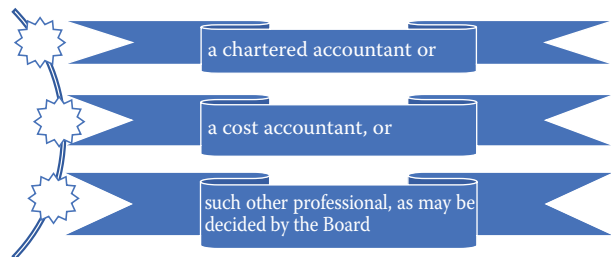 a chartered accountant or
a cost accountant, or
such other professional, as may be
decided by the Board